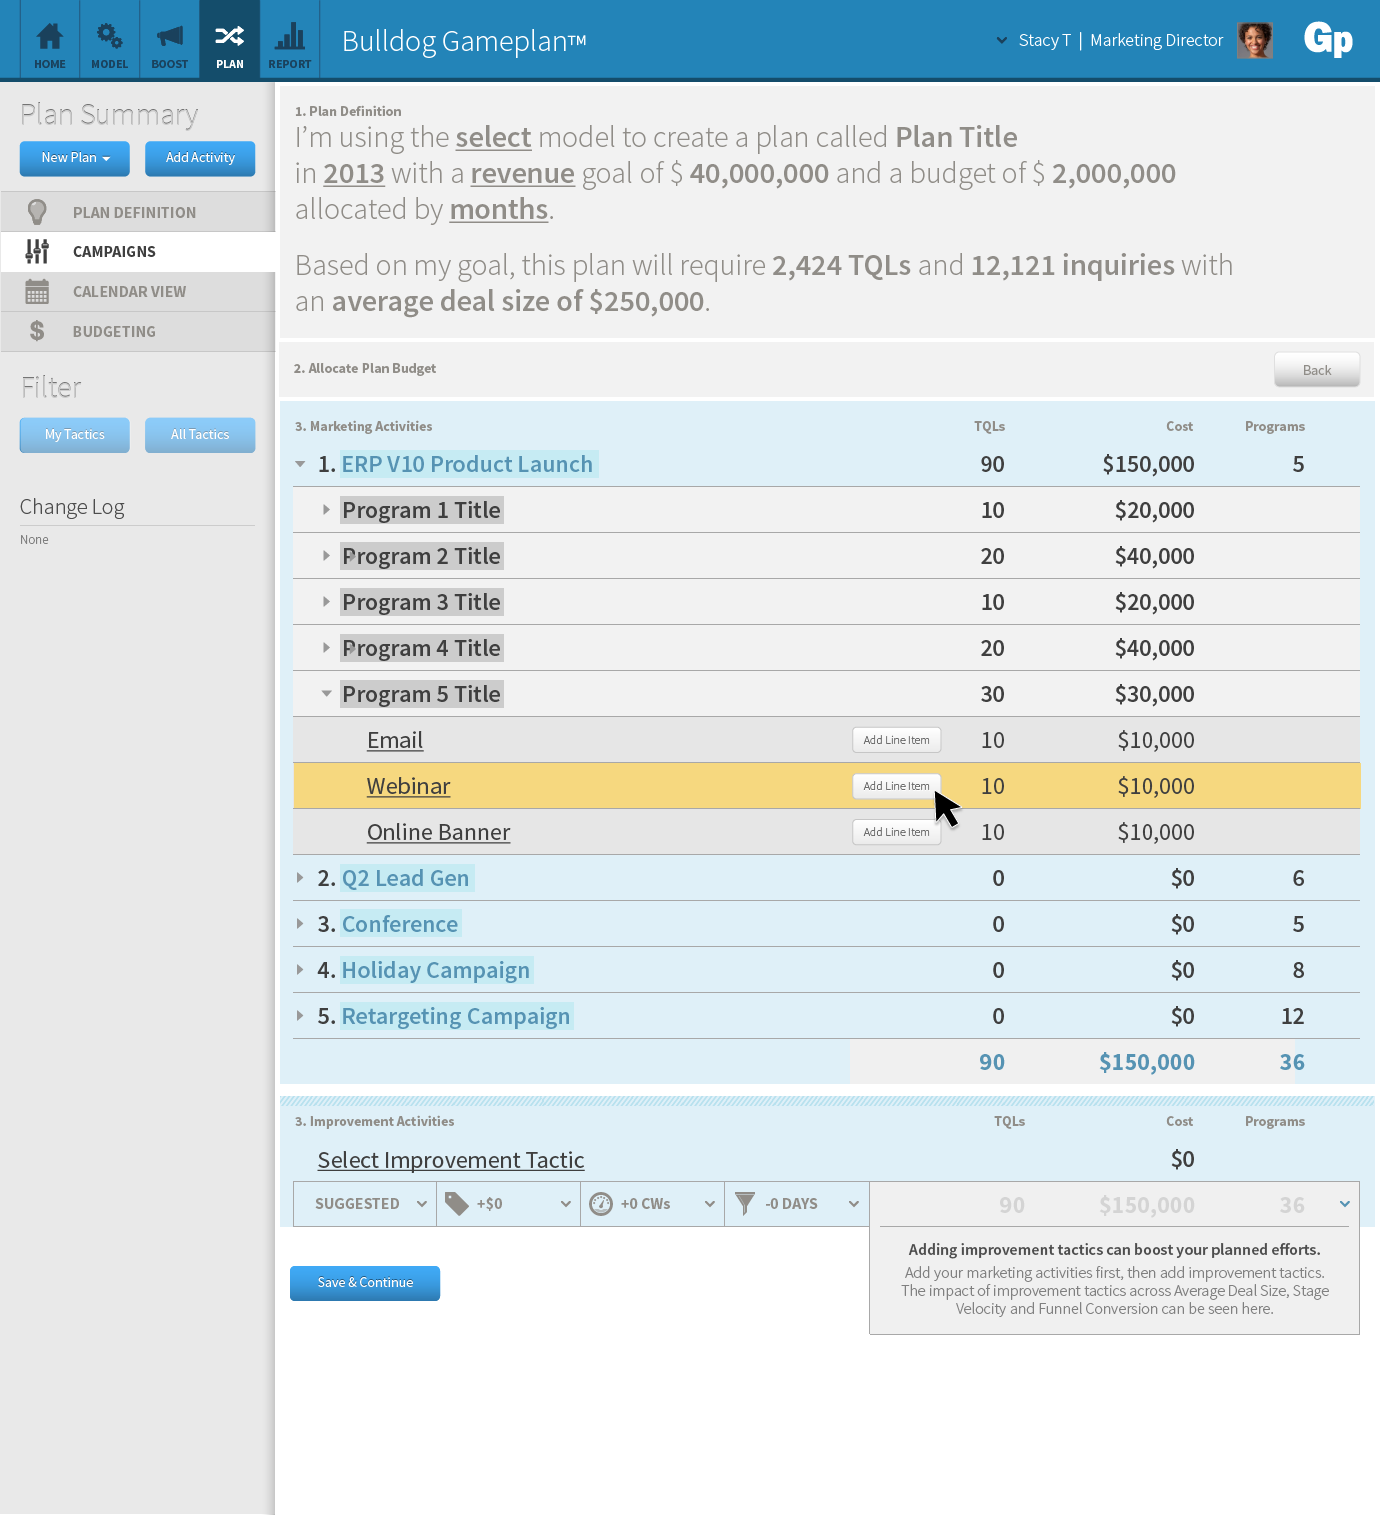 HOME MODEL BOOST PLAN REPORT Bulldog Gameplan™ Stacy T | Marketing Director Gp
Plan Summary
New Plan Add Activity
PLAN DEFINITION
CAMPAIGNS
CALENDAR VIEW
BUDGETING
Filter
My Tactics All Tactics
Change Log
None
1. Plan Definition
I'm using the select model to create a plan called Plan Title
in 2013 with a revenue goal of $ 40,000,000 and a budget of $ 2,000,000
allocated by months.
Based on my goal, this plan will require 2,424 TQLs and 12,121 inquiries with
an average deal size of $250,000.
2. Allocate Plan Budget Back
3. Marketing Activities TQLs Cost Programs
1. ERP V10 Product Launch 90 $150,000 5
Program 1 Title 10 $20,000
Program 2 Title 20 $40,000
Program 3 Title 10 $20,000
Program 4 Title 20 $40,000
Program 5 Title 30 $30,000
Email Add Line Item 10 $10,000
Webinar Add Line Item 10 $10,000
Online Banner Add Line Item 10 $10,000
2. Q2 Lead Gen 0 $0 6
3. Conference 0 $0 5
4. Holiday Campaign 0 $0 8
5. Retargeting Campaign 0 $0 12
90 $150,000 36
3. Improvement Activities TQLs Cost Programs
Select Improvement Tactic $0
SUGGESTED +$0 +0 CWs -0 DAYS 90 $150,000 36
Adding improvement tactics can boost your planned efforts.
Add your marketing activities first, then add improvement tactics.
The impact of improvement tactics across Average Deal Size, Stage
Velocity and Funnel Conversion can be seen here.
Save & Continue